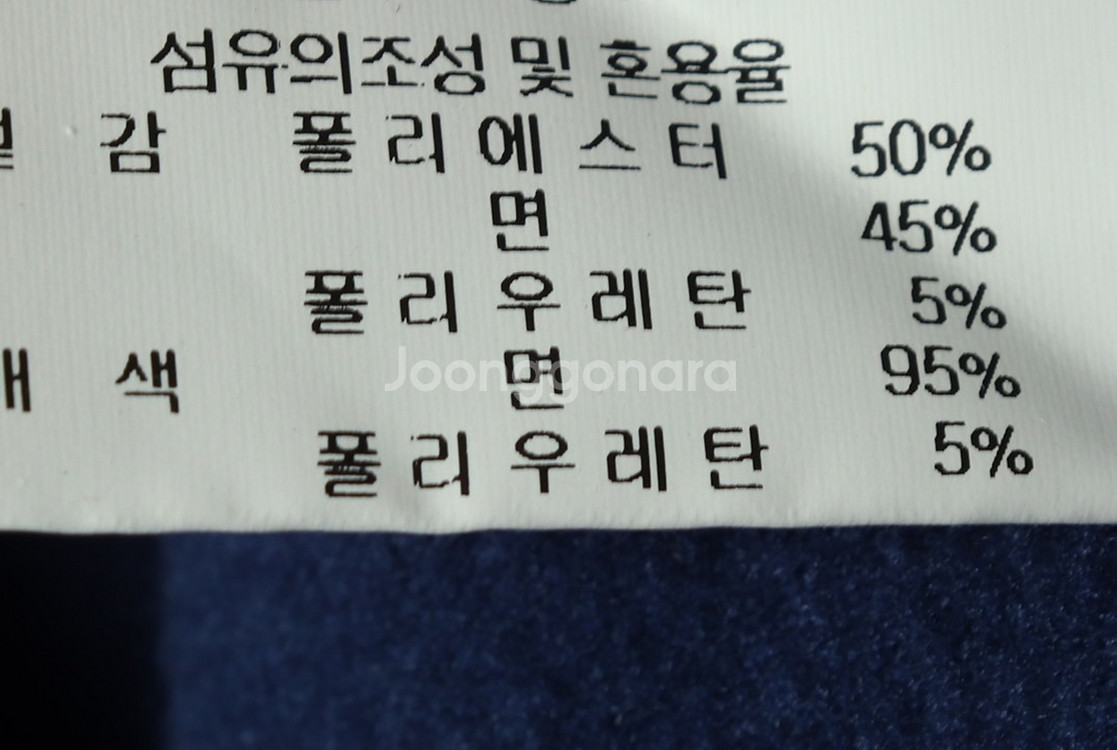 섬유의조성 및 혼용율
감 폴리에스터 50%
면 45%
폴리우레탄 5%
색 면 95%
폴리우레탄 5%
Joonggonara